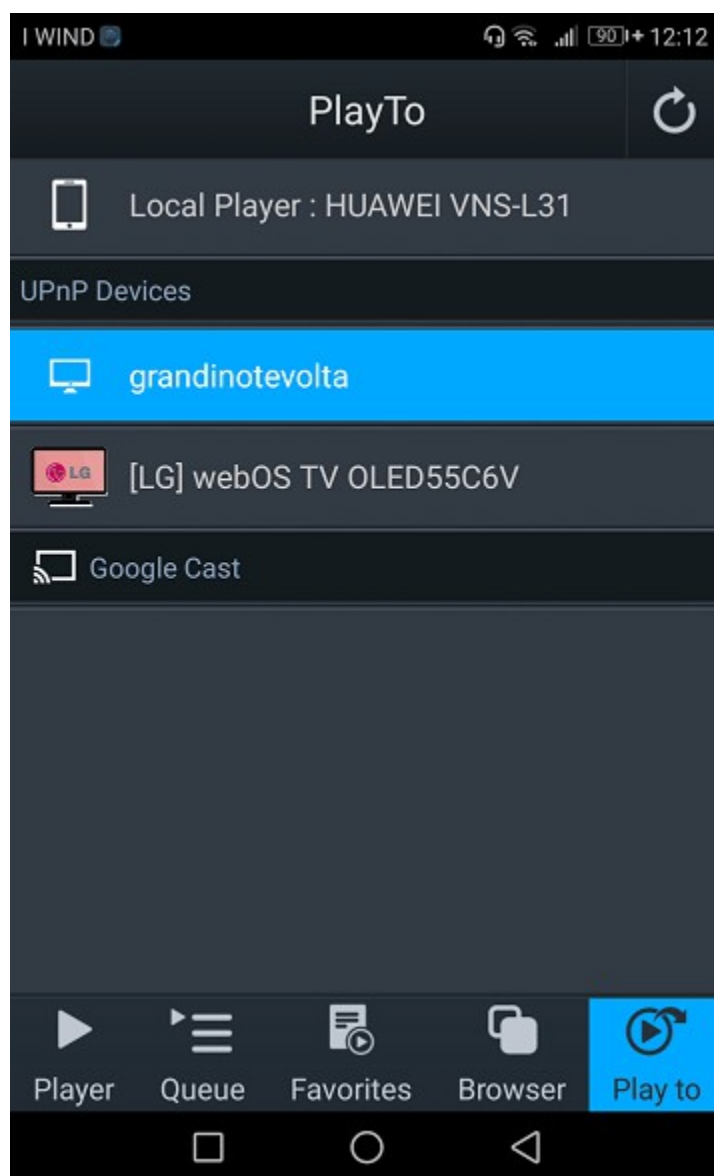 I WIND 90 12:12
PlayTo
Local Player : HUAWEI VNS-L31
UPnP Devices
grandinotevolta
LG [LG] webOS TV OLED55C6V
Google Cast
Player Queue Favorites Browser Play to